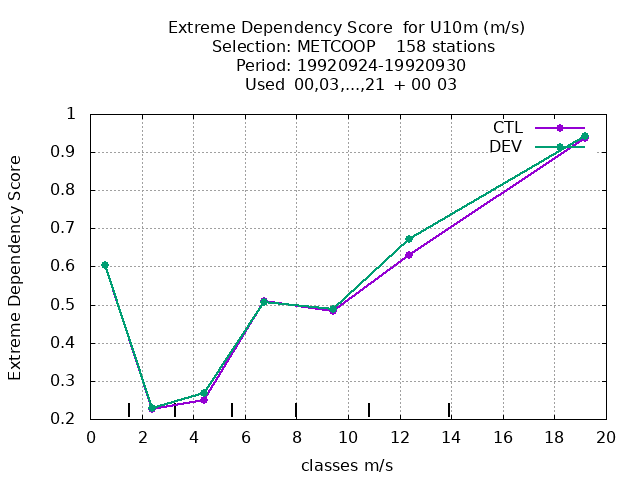 Extreme Dependency Score  for U10m (m/s)
Selection: METCOOP    158 stations
Period: 19920924-19920930
Used  00,03,...,21  + 00 03
CTL
DEV
Extreme Dependency Score
1
0.9
0.8
0.7
0.6
0.5
0.4
0.3
0.2
0 2 4 6 8 10 12 14 16 18 20
classes m/s